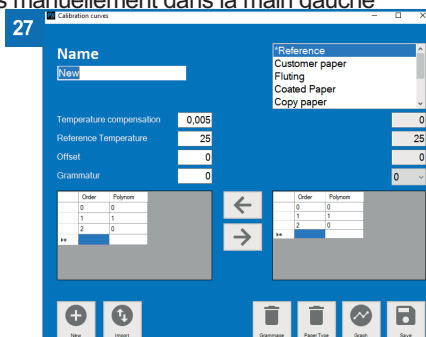 s manuellement dans la main gauche
27
Calibration curves
Name
New
*Reference
Customer paper
Fluting
Coated Paper
Copy paper
Temperature compensation 0,005 0
Reference Temperature 25 25
Offset 0 0
Grammatur 0 0
Order Polynom Order Polynom
0 0 0 0
1 1 1 1
2 0 2 0
New Import Grammage Paper Type Graph Save